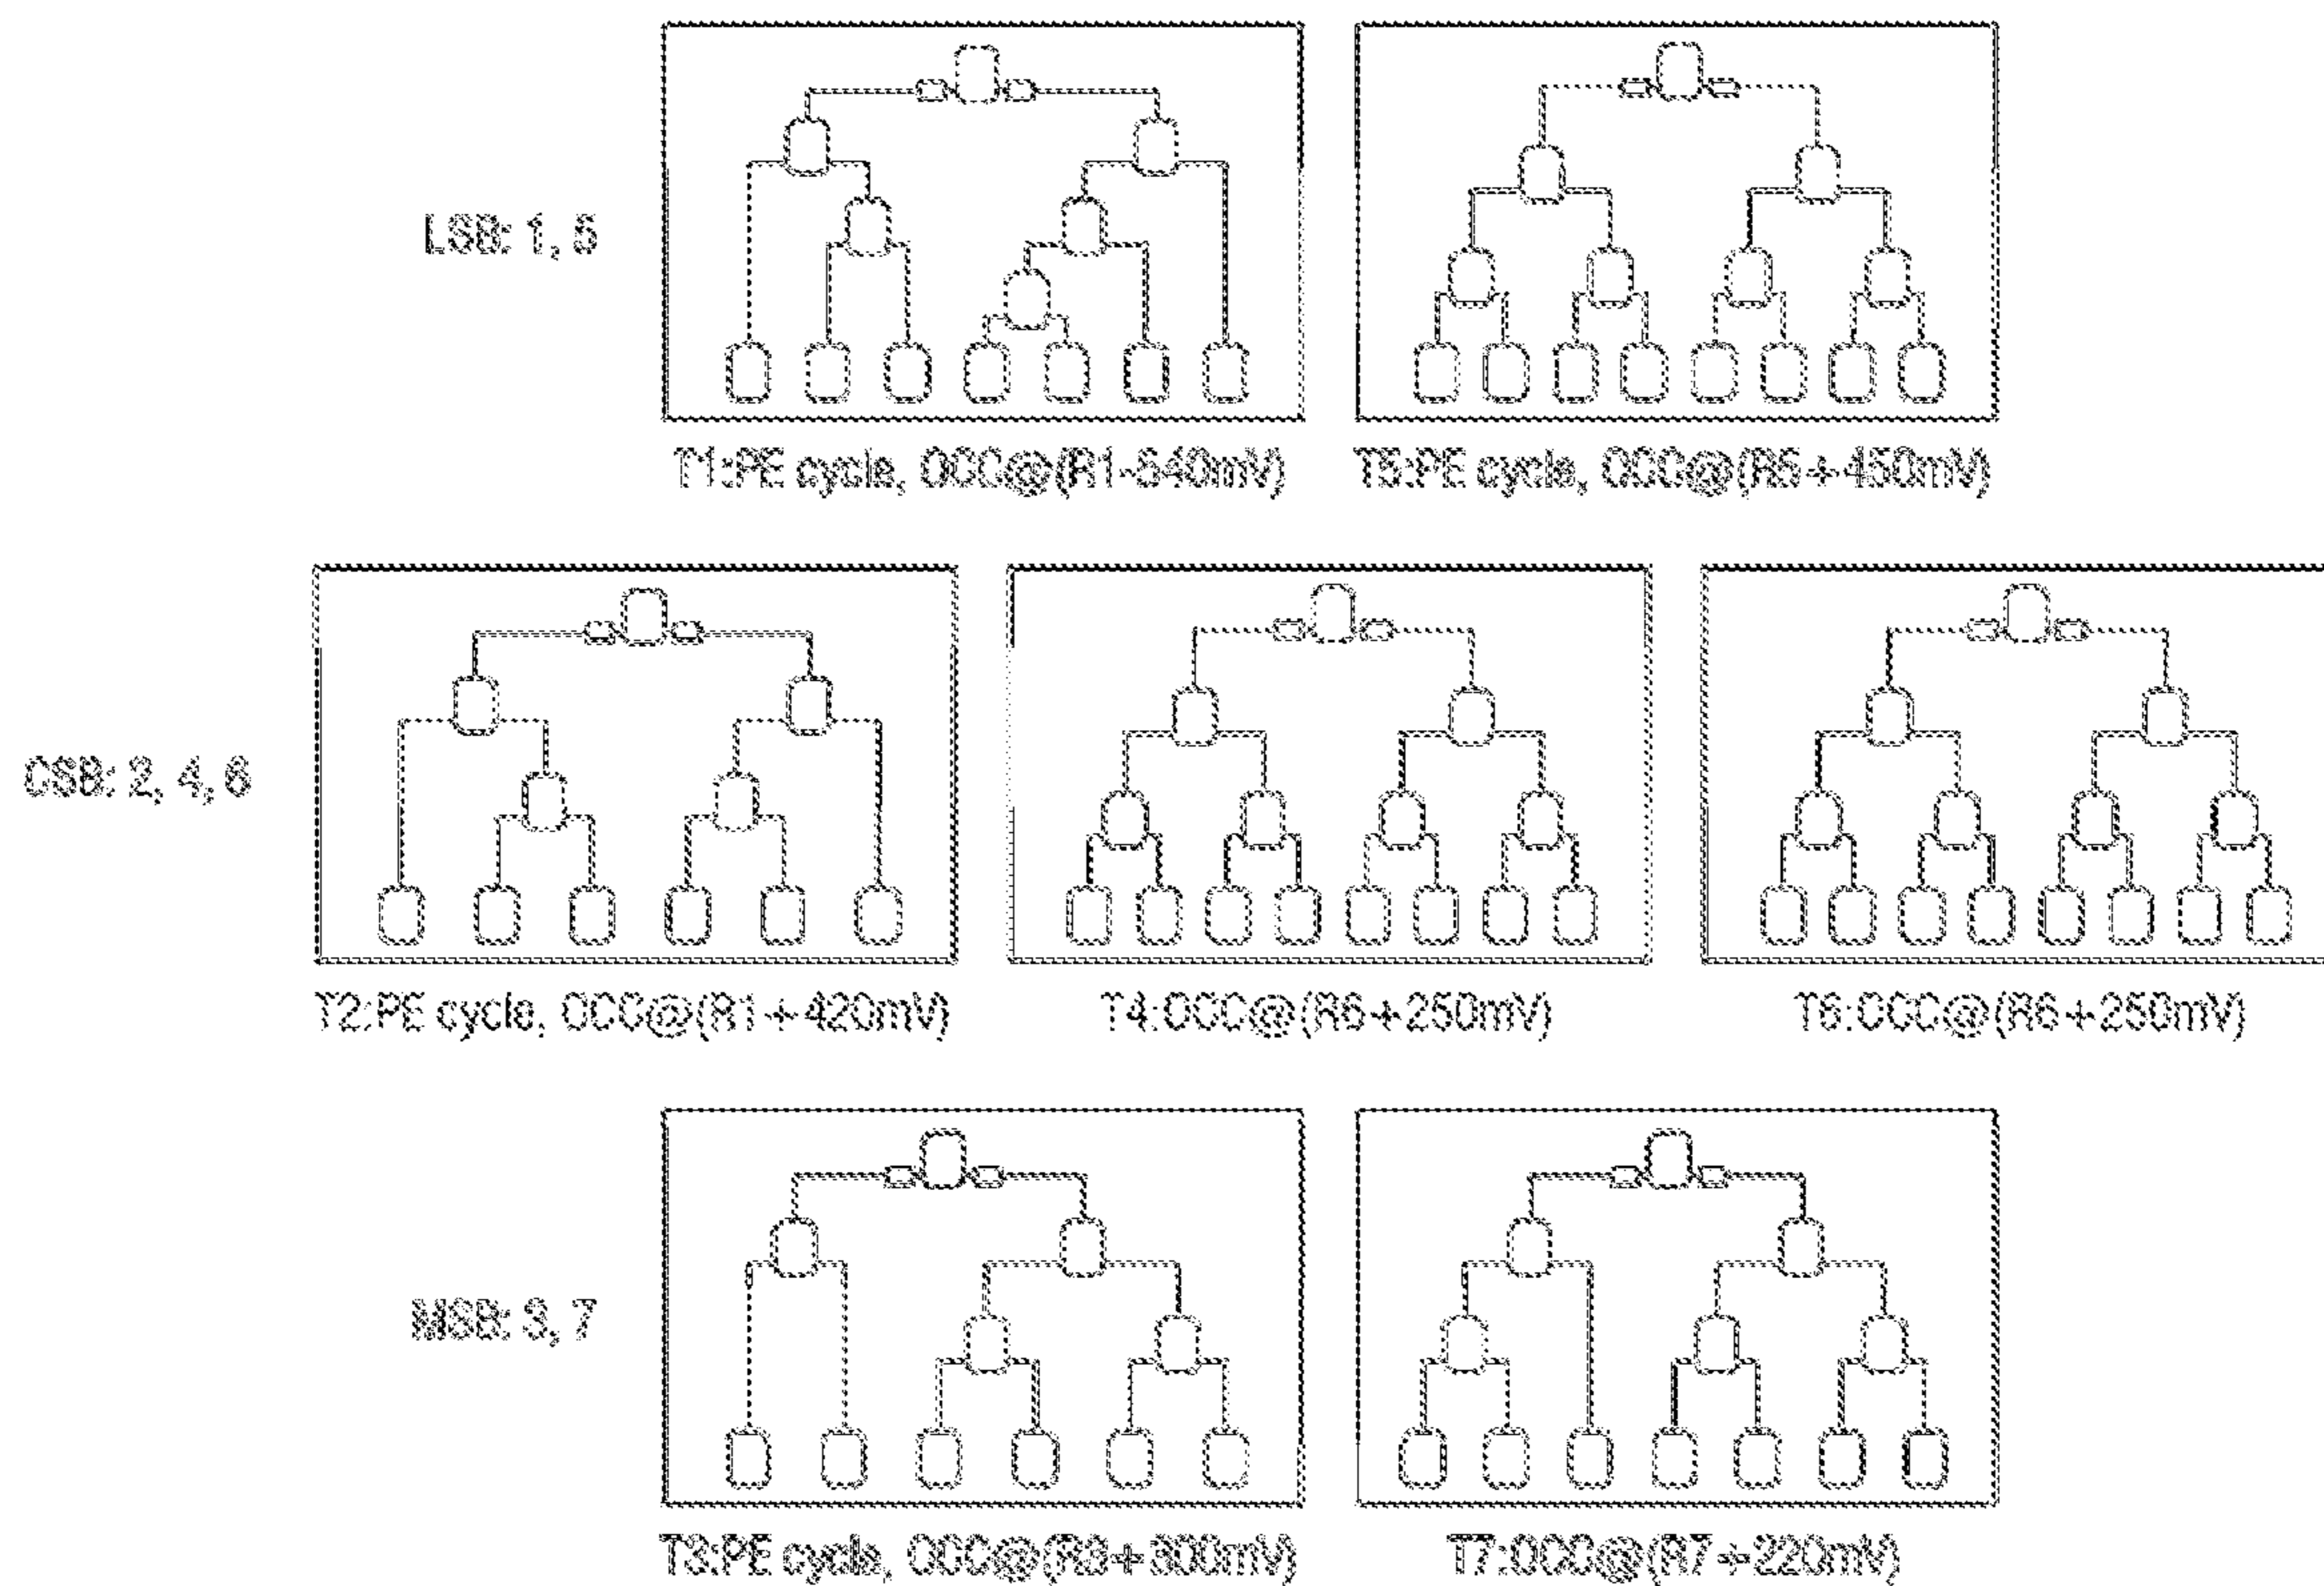 LSB: 1, 5
T1:PE cycle, OCC@(R1-540mV)
T5:PE cycle, OCC@(R5+450mV)
CSB: 2, 4, 6
T2:PE cycle, OCC@(R1+420mV)
T4:OCC@(R6+250mV)
T6:OCC@(R6+250mV)
MSB: 3, 7
T3:PE cycle, OCC@(R3+300mV)
T7:OCC@(R7+220mV)